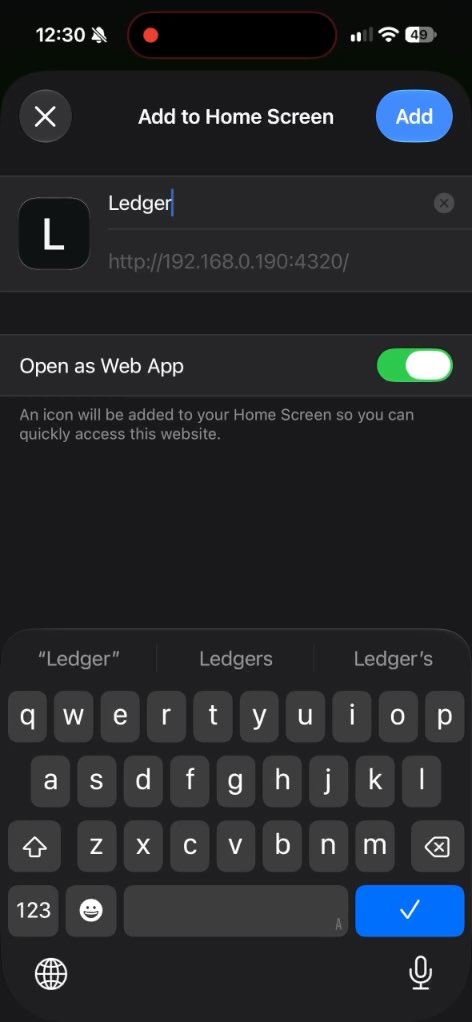 12:30
49
Add to Home Screen
Add
L
Ledger
http://192.168.0.190:4320/
Open as Web App
An icon will be added to your Home Screen so you can
quickly access this website.
“Ledger” Ledgers Ledger’s
q w e r t y u i o p
a s d f g h j k l
z x c v b n m
123
A